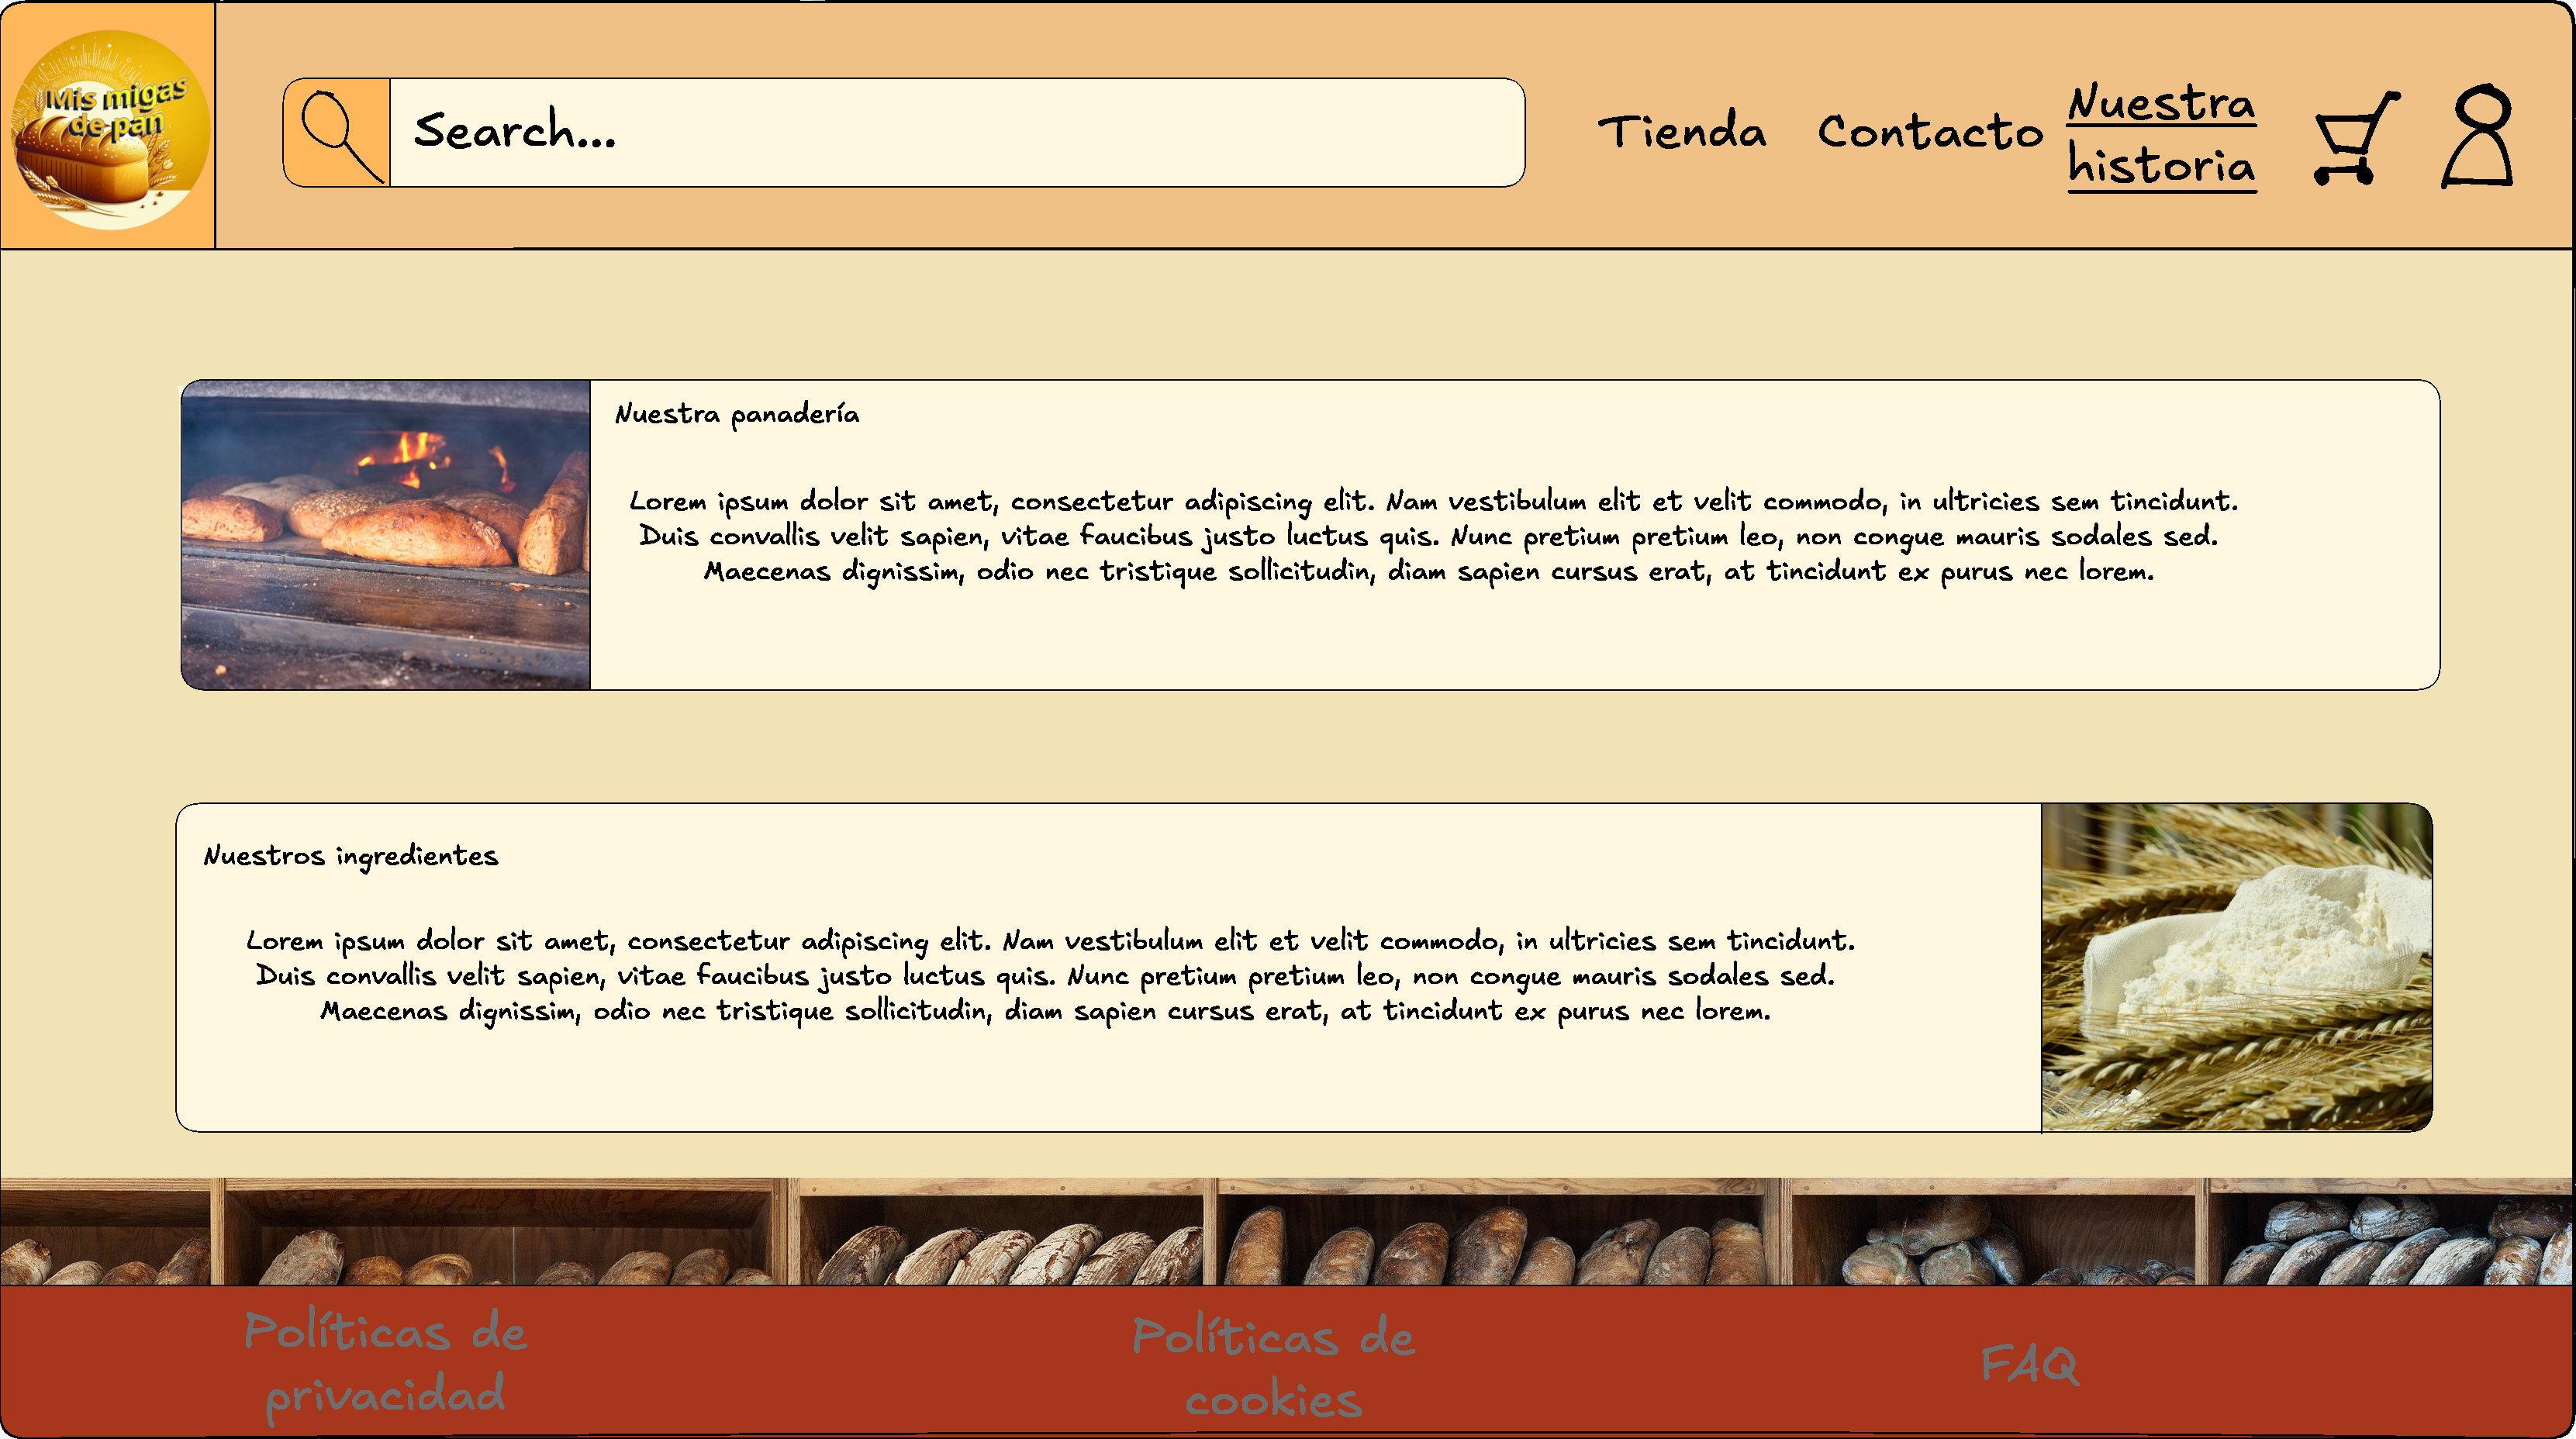 Mis migas
de pan
Search...
Tienda
Contacto
Nuestra
historia
Nuestra panadería
Lorem ipsum dolor sit amet, consectetur adipiscing elit. Nam vestibulum elit et velit commodo, in ultricies sem tincidunt.
Duis convallis velit sapien, vitae faucibus justo luctus quis. Nunc pretium pretium leo, non congue mauris sodales sed.
Maecenas dignissim, odio nec tristique sollicitudin, diam sapien cursus erat, at tincidunt ex purus nec lorem.
Nuestros ingredientes
Lorem ipsum dolor sit amet, consectetur adipiscing elit. Nam vestibulum elit et velit commodo, in ultricies sem tincidunt.
Duis convallis velit sapien, vitae faucibus justo luctus quis. Nunc pretium pretium leo, non congue mauris sodales sed.
Maecenas dignissim, odio nec tristique sollicitudin, diam sapien cursus erat, at tincidunt ex purus nec lorem.
Políticas de
privacidad
Políticas de
cookies
FAQ